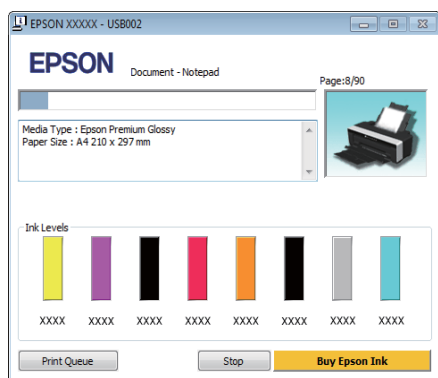 EPSON XXXXX - USB002
EPSON
Document - Notepad
Page:8/90
Media Type : Epson Premium Glossy
Paper Size : A4 210 x 297 mm
Ink Levels
XXXX XXXX XXXX XXXX XXXX XXXX XXXX XXXX
Print Queue
Stop
Buy Epson Ink